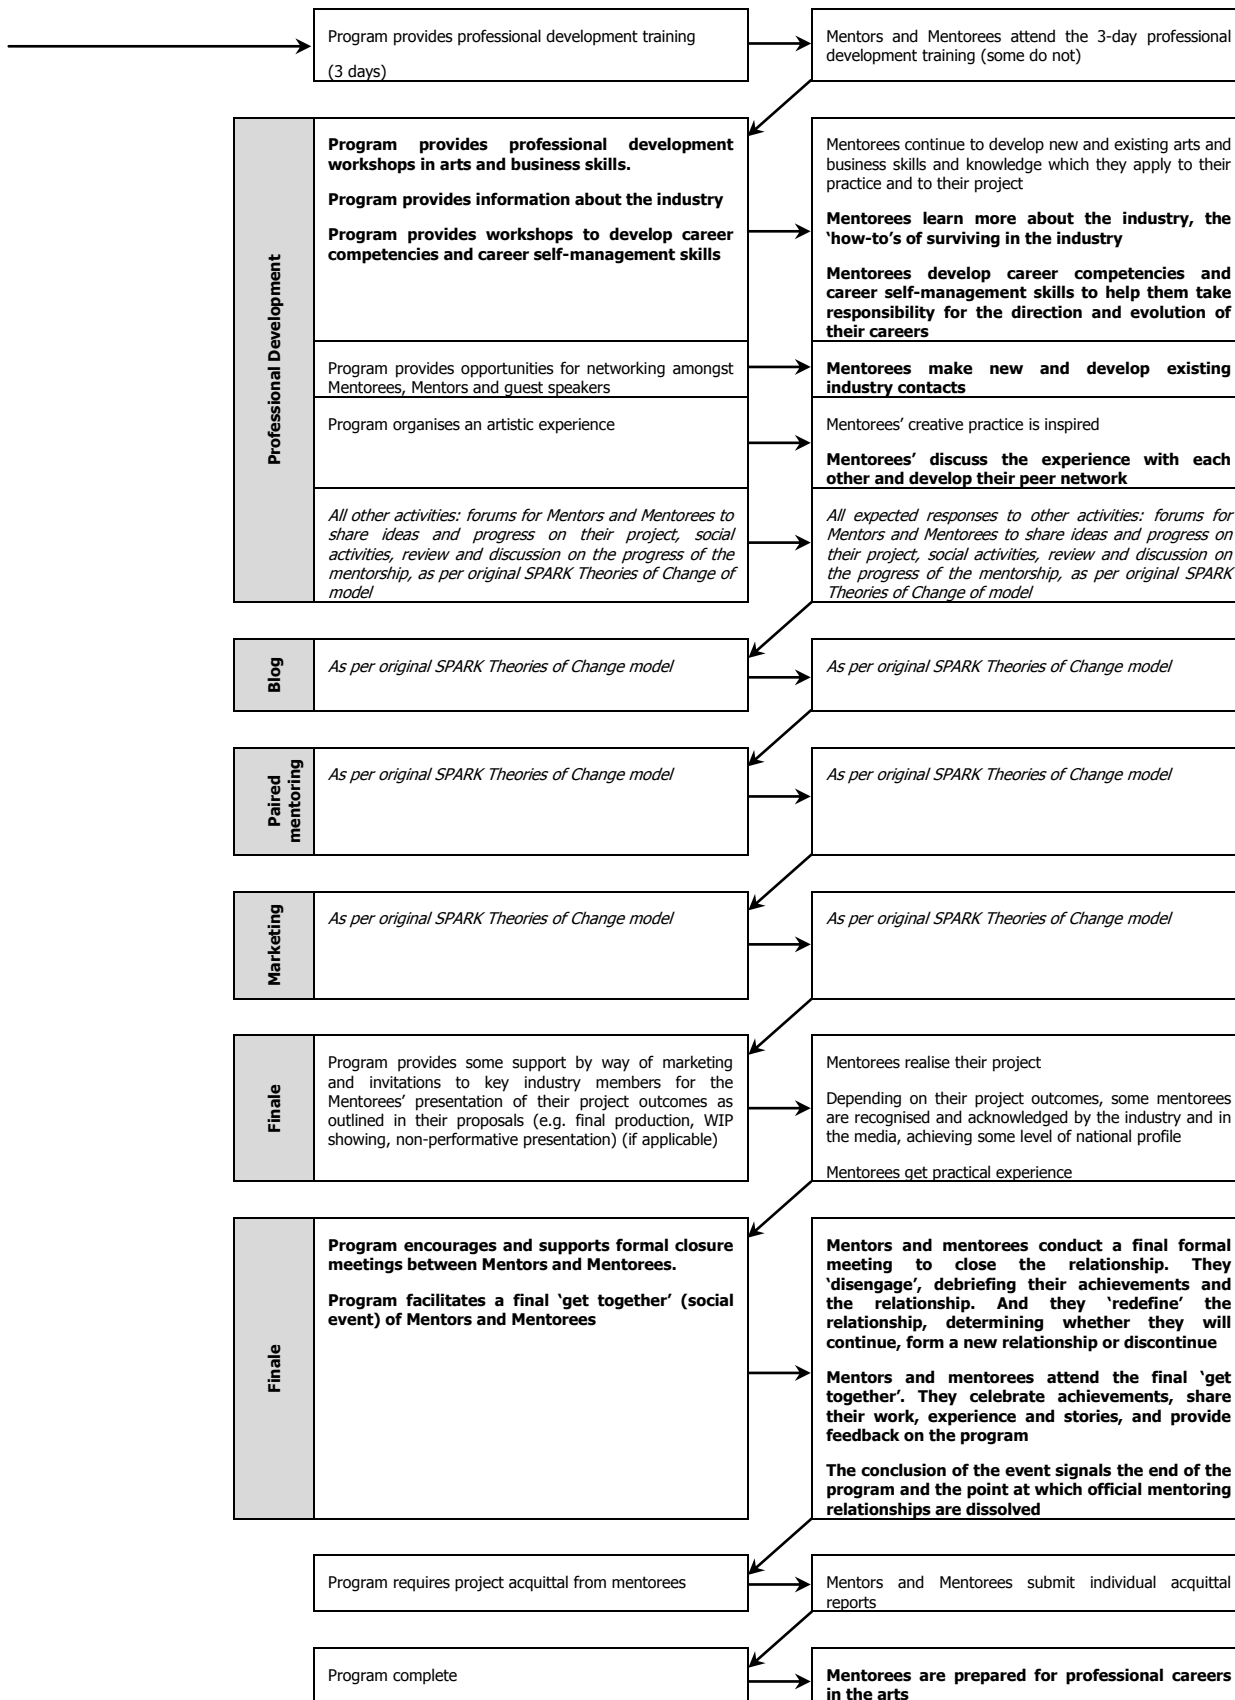 Program provides professional development training
(3 days)
Mentors and Mentorees attend the 3-day professional
development training (some do not)
Professional Development
Program provides professional development
workshops in arts and business skills.
Program provides information about the industry
Program provides workshops to develop career
competencies and career self-management skills
Mentorees continue to develop new and existing arts and
business skills and knowledge which they apply to their
practice and to their project
Mentorees learn more about the industry, the
‘how-to’s of surviving in the industry
Mentorees develop career competencies and
career self-management skills to help them take
responsibility for the direction and evolution of
their careers
Program provides opportunities for networking amongst
Mentorees, Mentors and guest speakers
Mentorees make new and develop existing
industry contacts
Program organises an artistic experience
Mentorees’ creative practice is inspired
Mentorees’ discuss the experience with each
other and develop their peer network
All other activities: forums for Mentors and Mentorees to
share ideas and progress on their project, social
activities, review and discussion on the progress of the
mentorship, as per original SPARK Theories of Change of
model
All expected responses to other activities: forums for
Mentors and Mentorees to share ideas and progress on
their project, social activities, review and discussion on
the progress of the mentorship, as per original SPARK
Theories of Change of model
Blog
As per original SPARK Theories of Change model
As per original SPARK Theories of Change model
Paired
mentoring
As per original SPARK Theories of Change model
As per original SPARK Theories of Change model
Marketing
As per original SPARK Theories of Change model
As per original SPARK Theories of Change model
Finale
Program provides some support by way of marketing
and invitations to key industry members for the
Mentorees’ presentation of their project outcomes as
outlined in their proposals (e.g. final production, WIP
showing, non-performative presentation) (if applicable)
Mentorees realise their project
Depending on their project outcomes, some mentorees
are recognised and acknowledged by the industry and in
the media, achieving some level of national profile
Mentorees get practical experience
Finale
Program encourages and supports formal closure
meetings between Mentors and Mentorees.
Program facilitates a final ‘get together’ (social
event) of Mentors and Mentorees
Mentors and mentorees conduct a final formal
meeting to close the relationship. They
‘disengage’, debriefing their achievements and
the relationship. And they ‘redefine’ the
relationship, determining whether they will
continue, form a new relationship or discontinue
Mentors and mentorees attend the final ‘get
together’. They celebrate achievements, share
their work, experience and stories, and provide
feedback on the program
The conclusion of the event signals the end of the
program and the point at which official mentoring
relationships are dissolved
Program requires project acquittal from mentorees
Mentors and Mentorees submit individual acquittal
reports
Program complete
Mentorees are prepared for professional careers
in the arts